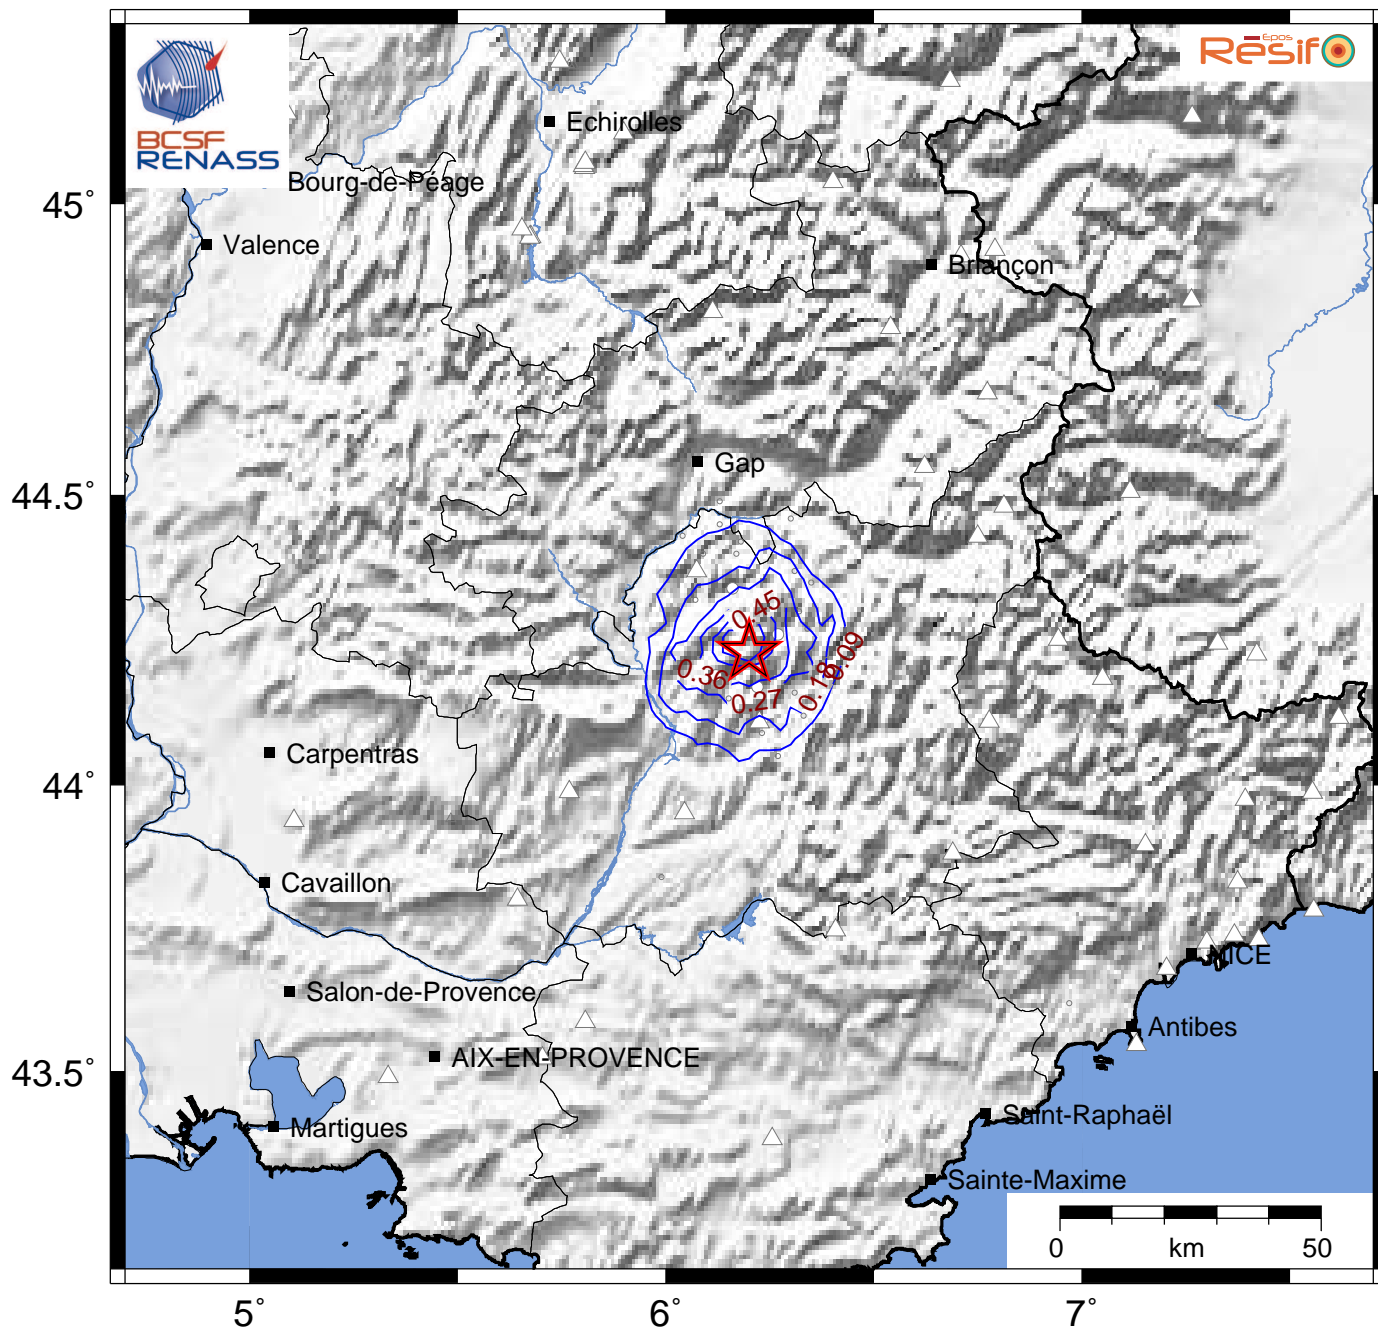 BCSF
RENASS
Epos
Résif
Echirolles
Bourg-de-Péage
45°
Valence
Briançon
Gap
44.5°
0.45
0.09
0.36
0.18
0.27
Carpentras
44°
Cavaillon
NICE
Salon-de-Provence
Antibes
AIX-EN-PROVENCE
43.5°
Saint-Raphaël
Martigues
Sainte-Maxime
0 km 50
5° 6° 7°